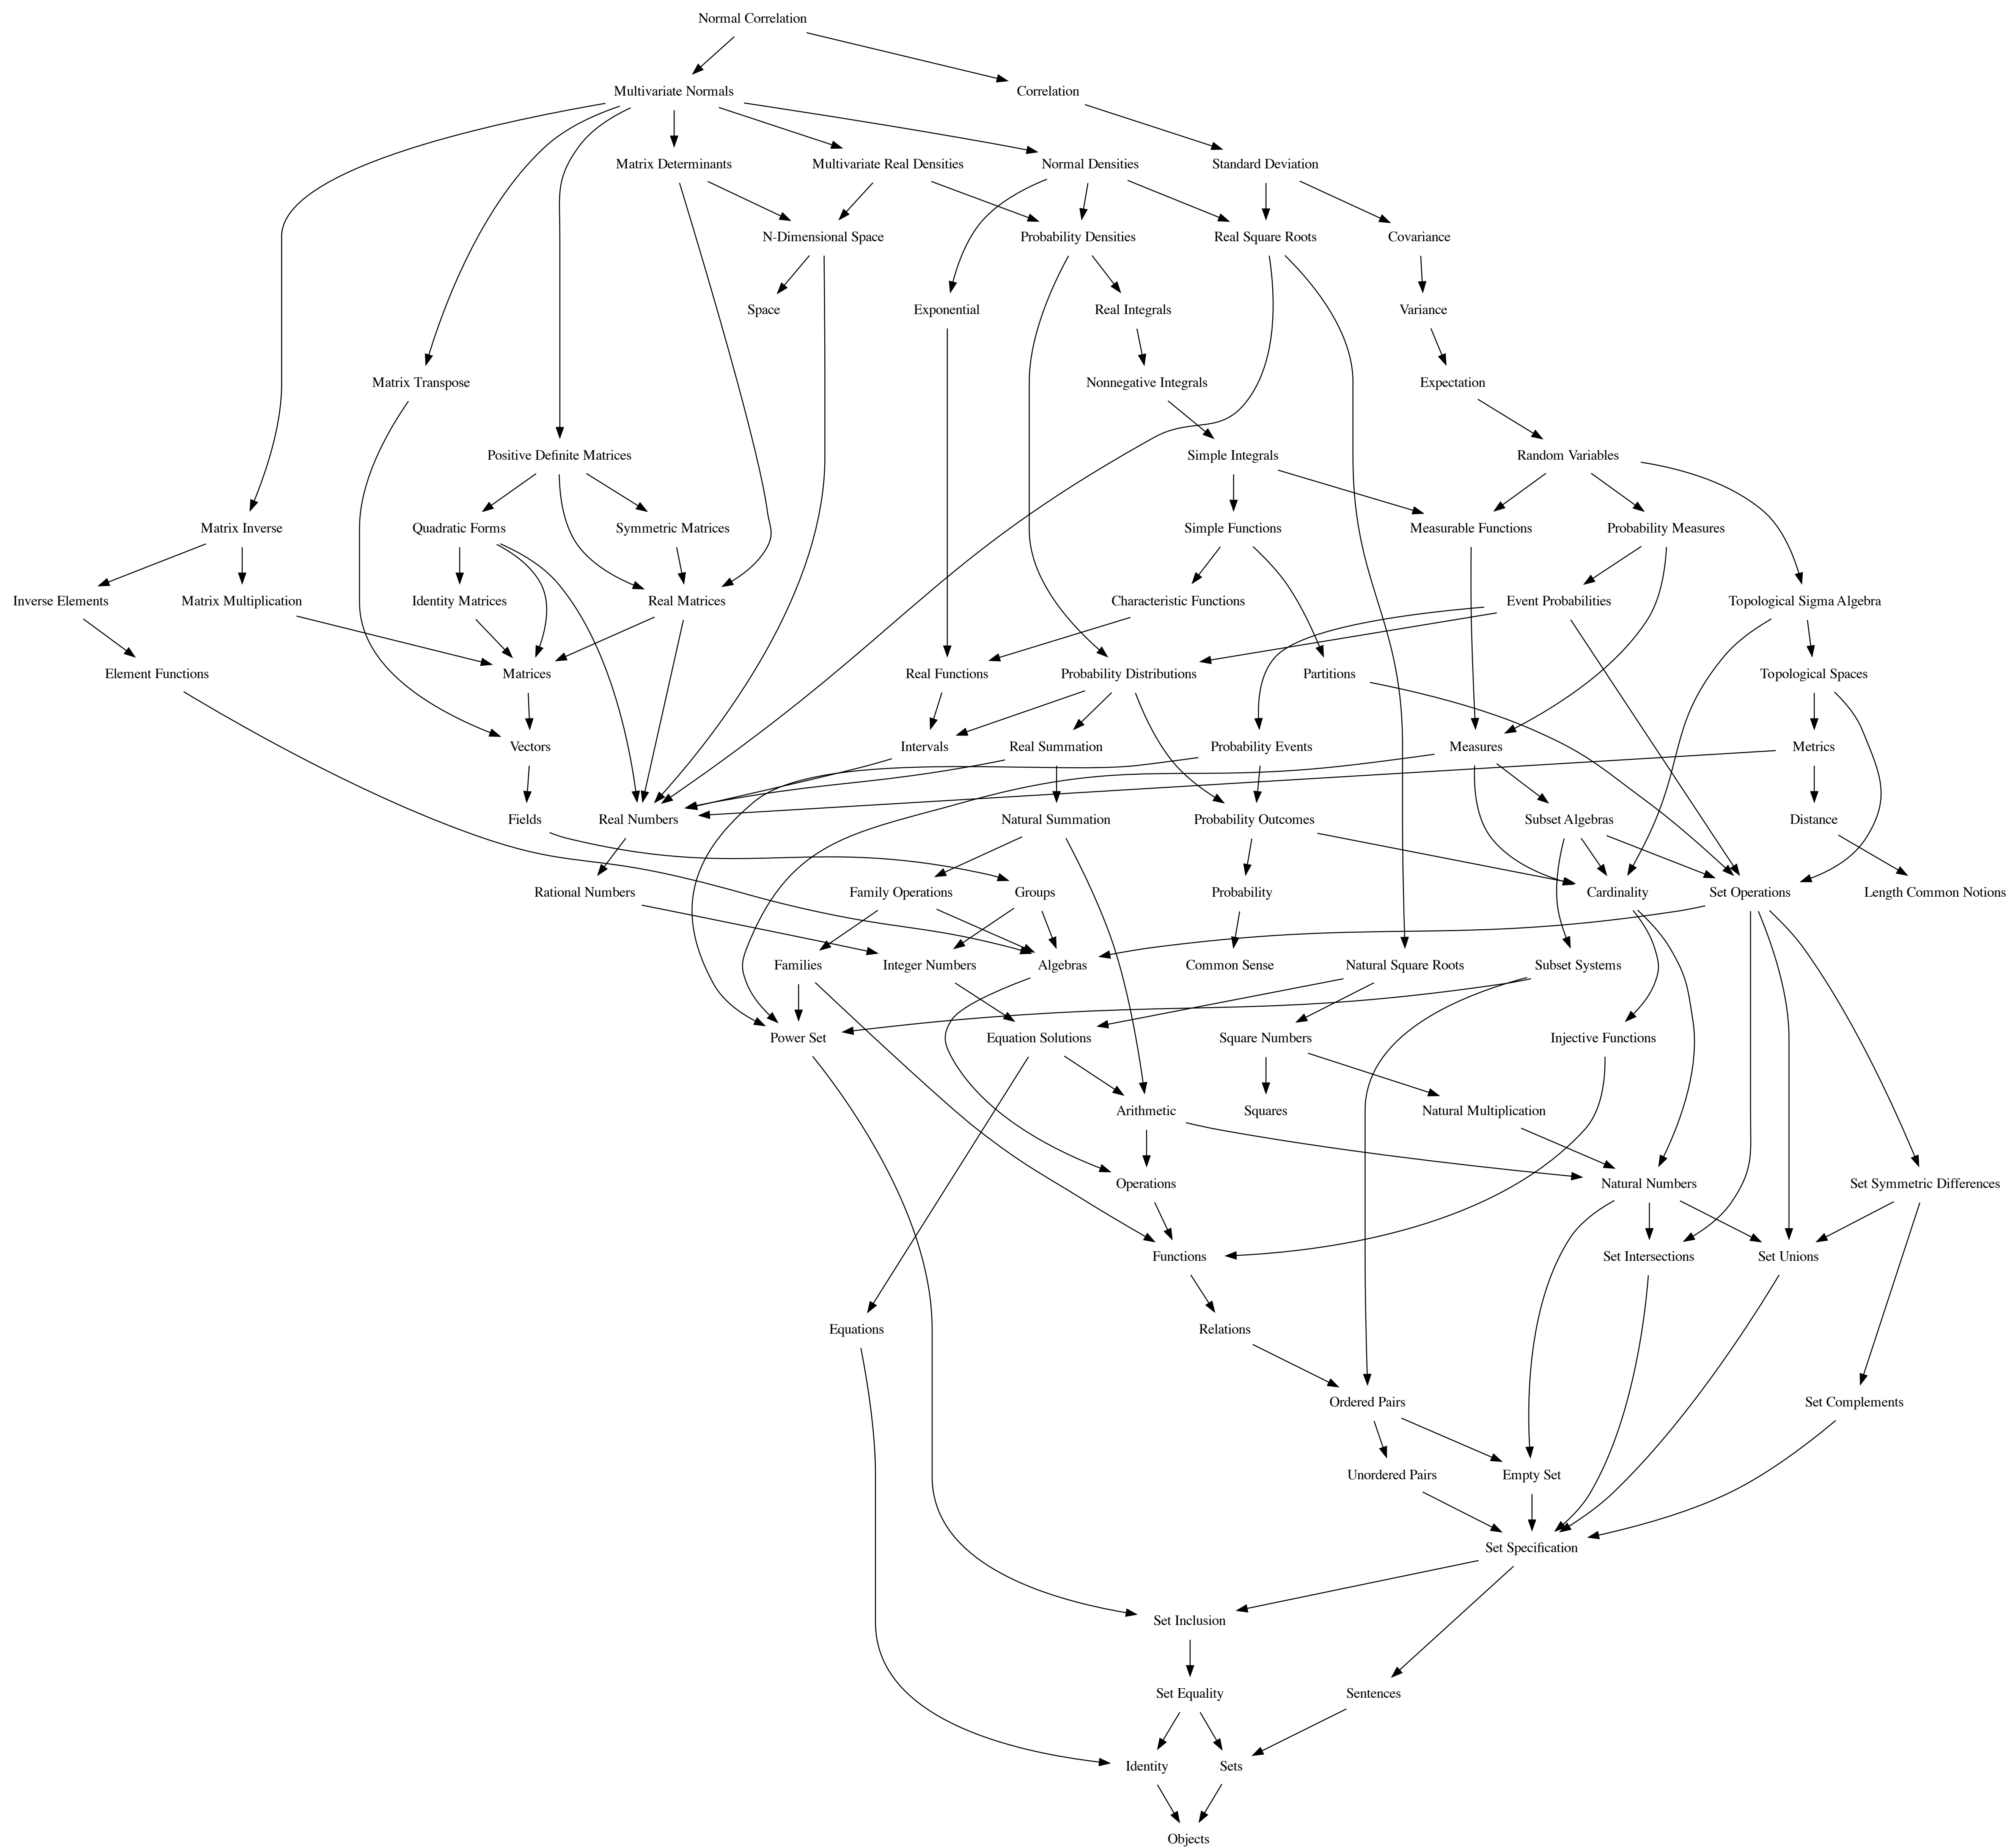 Normal Correlation
Multivariate Normals
Correlation
Matrix Determinants
Multivariate Real Densities
Normal Densities
Standard Deviation
N-Dimensional Space
Probability Densities
Real Square Roots
Covariance
Space
Exponential
Real Integrals
Variance
Matrix Transpose
Nonnegative Integrals
Expectation
Positive Definite Matrices
Simple Integrals
Random Variables
Matrix Inverse
Quadratic Forms
Symmetric Matrices
Simple Functions
Measurable Functions
Probability Measures
Inverse Elements
Matrix Multiplication
Identity Matrices
Real Matrices
Characteristic Functions
Event Probabilities
Topological Sigma Algebra
Element Functions
Matrices
Real Functions
Probability Distributions
Partitions
Topological Spaces
Vectors
Intervals
Real Summation
Probability Events
Measures
Metrics
Fields
Real Numbers
Natural Summation
Probability Outcomes
Subset Algebras
Distance
Rational Numbers
Family Operations
Groups
Probability
Cardinality
Set Operations
Length Common Notions
Families
Integer Numbers
Algebras
Common Sense
Natural Square Roots
Subset Systems
Power Set
Equation Solutions
Square Numbers
Injective Functions
Arithmetic
Squares
Natural Multiplication
Operations
Natural Numbers
Set Symmetric Differences
Functions
Set Intersections
Set Unions
Equations
Relations
Ordered Pairs
Set Complements
Unordered Pairs
Empty Set
Set Specification
Set Inclusion
Set Equality
Sentences
Identity
Sets
Objects